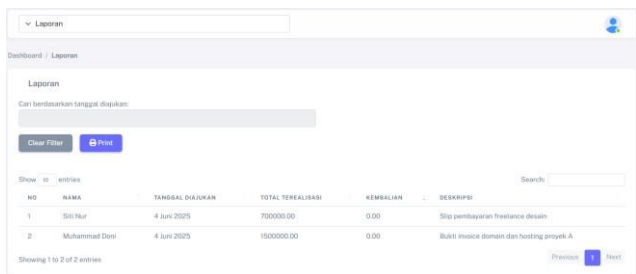 Laporan
Dashboard / Laporan
Laporan
Cari berdasarkan tanggal diajukan:
Clear Filter Print
Show 10 entries Search:
NO NAMA TANGGAL DIAJUKAN TOTAL TEREALISASI KEMBALIAN DESKRIPSI
1 Siti Nur 4 Juni 2025 700000.00 0.00 Slip pembayaran freelance desain
2 Muhammad Doni 4 Juni 2025 1500000.00 0.00 Bukti invoice domain dan hosting proyek A
Showing 1 to 2 of 2 entries Previous 1 Next